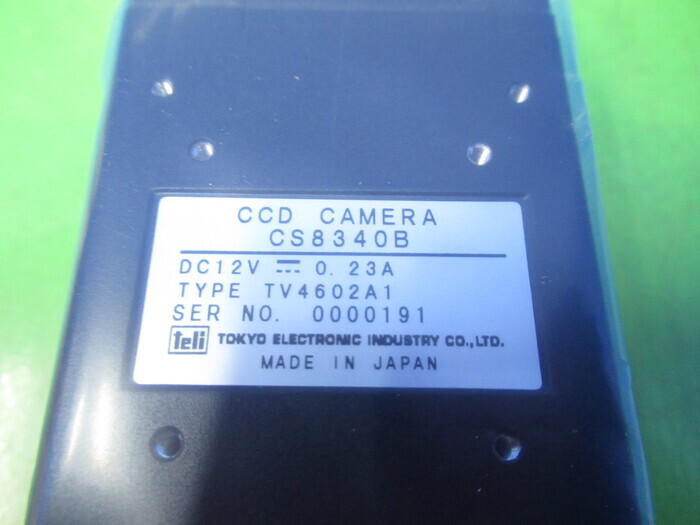 CCD CAMERA
CS8340B
DC12V ⎓ 0.23A
TYPE TV4602A1
SER NO. 0000191
teli TOKYO ELECTRONIC INDUSTRY CO.,LTD.
MADE IN JAPAN